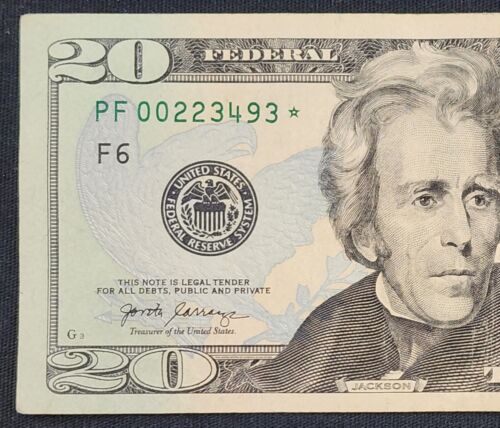 20
FEDERAL
PF 00223493 ★
F6
UNITED STATES
FEDERAL RESERVE SYSTEM
THIS NOTE IS LEGAL TENDER
FOR ALL DEBTS, PUBLIC AND PRIVATE
Treasurer of the United States.
G 3
20
JACKSON